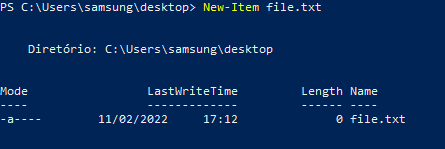 PS C:\Users\samsung\desktop> New-Item file.txt
Diretório: C:\Users\samsung\desktop
Mode                 LastWriteTime         Length Name
----                 -------------         ------ ----
-a----        11/02/2022     17:12              0 file.txt